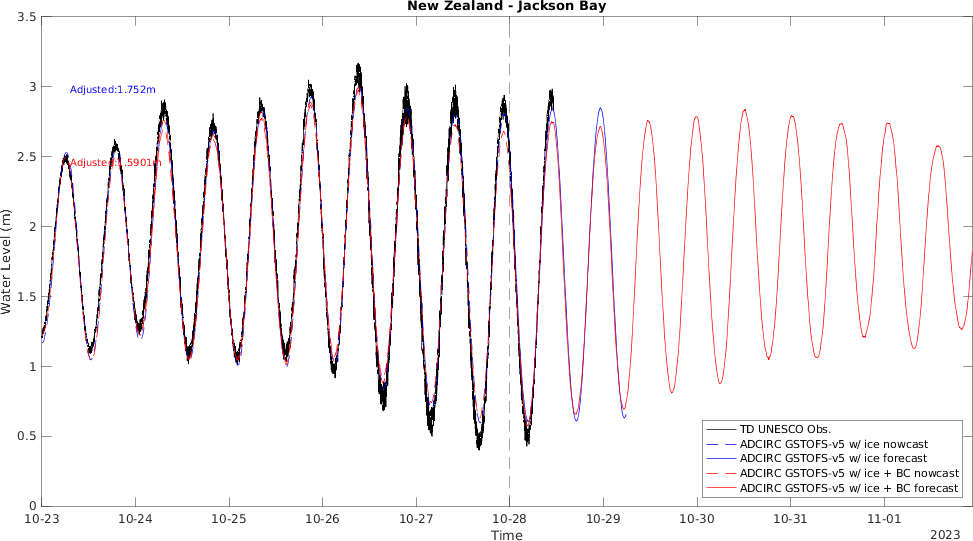 New Zealand - Jackson Bay
3.5
3
2.5
2
1.5
1
0.5
0
Water Level (m)
Adjusted:1.752m
Adjusted:1.5901m
10-23
10-24
10-25
10-26
10-27
10-28
10-29
10-30
10-31
11-01
Time
2023
TD UNESCO Obs.
ADCIRC GSTOFS-v5 w/ ice nowcast
ADCIRC GSTOFS-v5 w/ ice forecast
ADCIRC GSTOFS-v5 w/ ice + BC nowcast
ADCIRC GSTOFS-v5 w/ ice + BC forecast